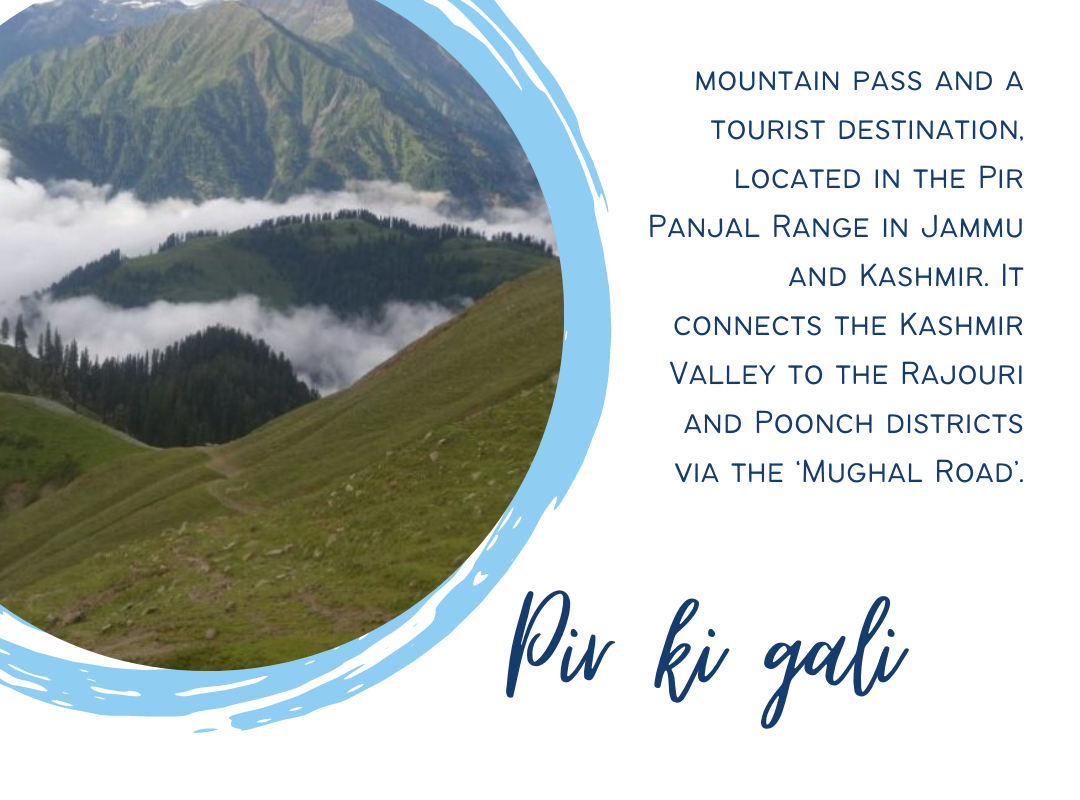 MOUNTAIN PASS AND A
TOURIST DESTINATION,
LOCATED IN THE PIR
PANJAL RANGE IN JAMMU
AND KASHMIR. IT
CONNECTS THE KASHMIR
VALLEY TO THE RAJOURI
AND POONCH DISTRICTS
VIA THE ‘MUGHAL ROAD’.
Pir ki gali